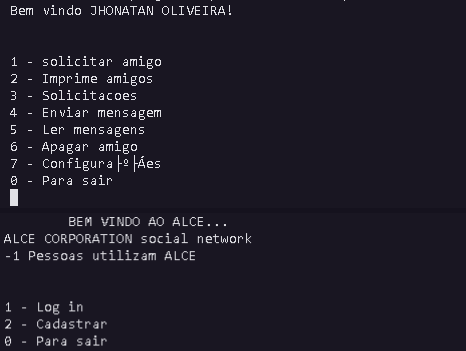 Bem vindo JHONATAN OLIVEIRA!
1 - solicitar amigo
2 - Imprime amigos
3 - Solicitacoes
4 - Enviar mensagem
5 - Ler mensagens
6 - Apagar amigo
7 - Configura├º├Áes
0 - Para sair
BEM VINDO AO ALCE...
ALCE CORPORATION social network
-1 Pessoas utilizam ALCE
1 - Log in
2 - Cadastrar
0 - Para sair